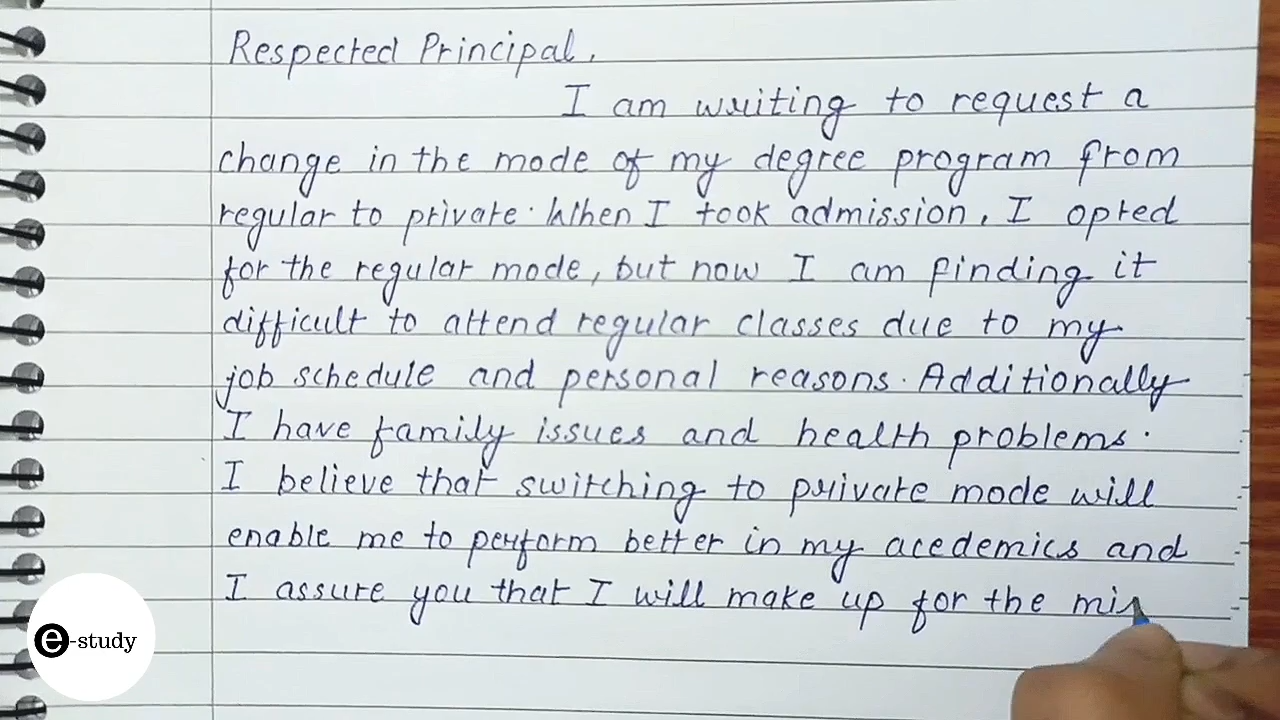 Respected Principal,
I am writing to request a
change in the mode of my degree program from
regular to private. When I took admission, I opted
for the regular mode, but now I am finding it
difficult to attend regular classes due to my
job schedule and personal reasons. Additionally
I have family issues and health problems.
I believe that switching to private mode will
enable me to perform better in my acedemics and
I assure you that I will make up for the mis
e-study